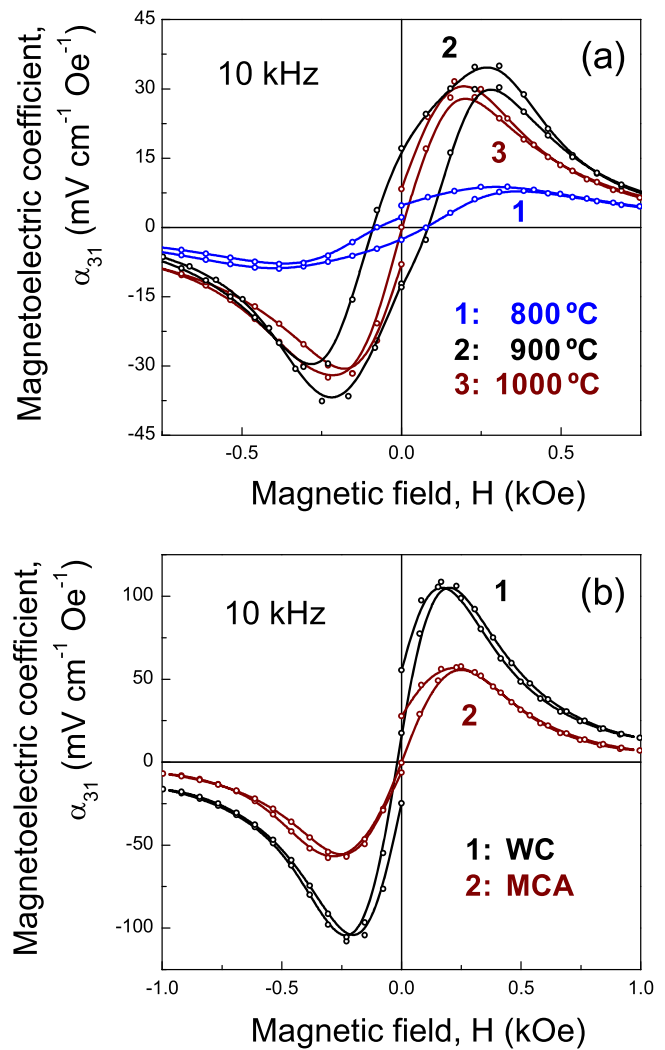 Magnetoelectric coefficient,
α31 (mV cm-1 Oe-1)
45
30
15
0
-15
-30
-45
10 kHz
2
(a)
3
1
1: 800 ºC
2: 900 ºC
3: 1000 ºC
-0.5
0.0
0.5
Magnetic field, H (kOe)
Magnetoelectric coefficient,
α31 (mV cm-1 Oe-1)
100
50
0
-50
-100
10 kHz
1
(b)
2
1: WC
2: MCA
-1.0
-0.5
0.0
0.5
1.0
Magnetic field, H (kOe)